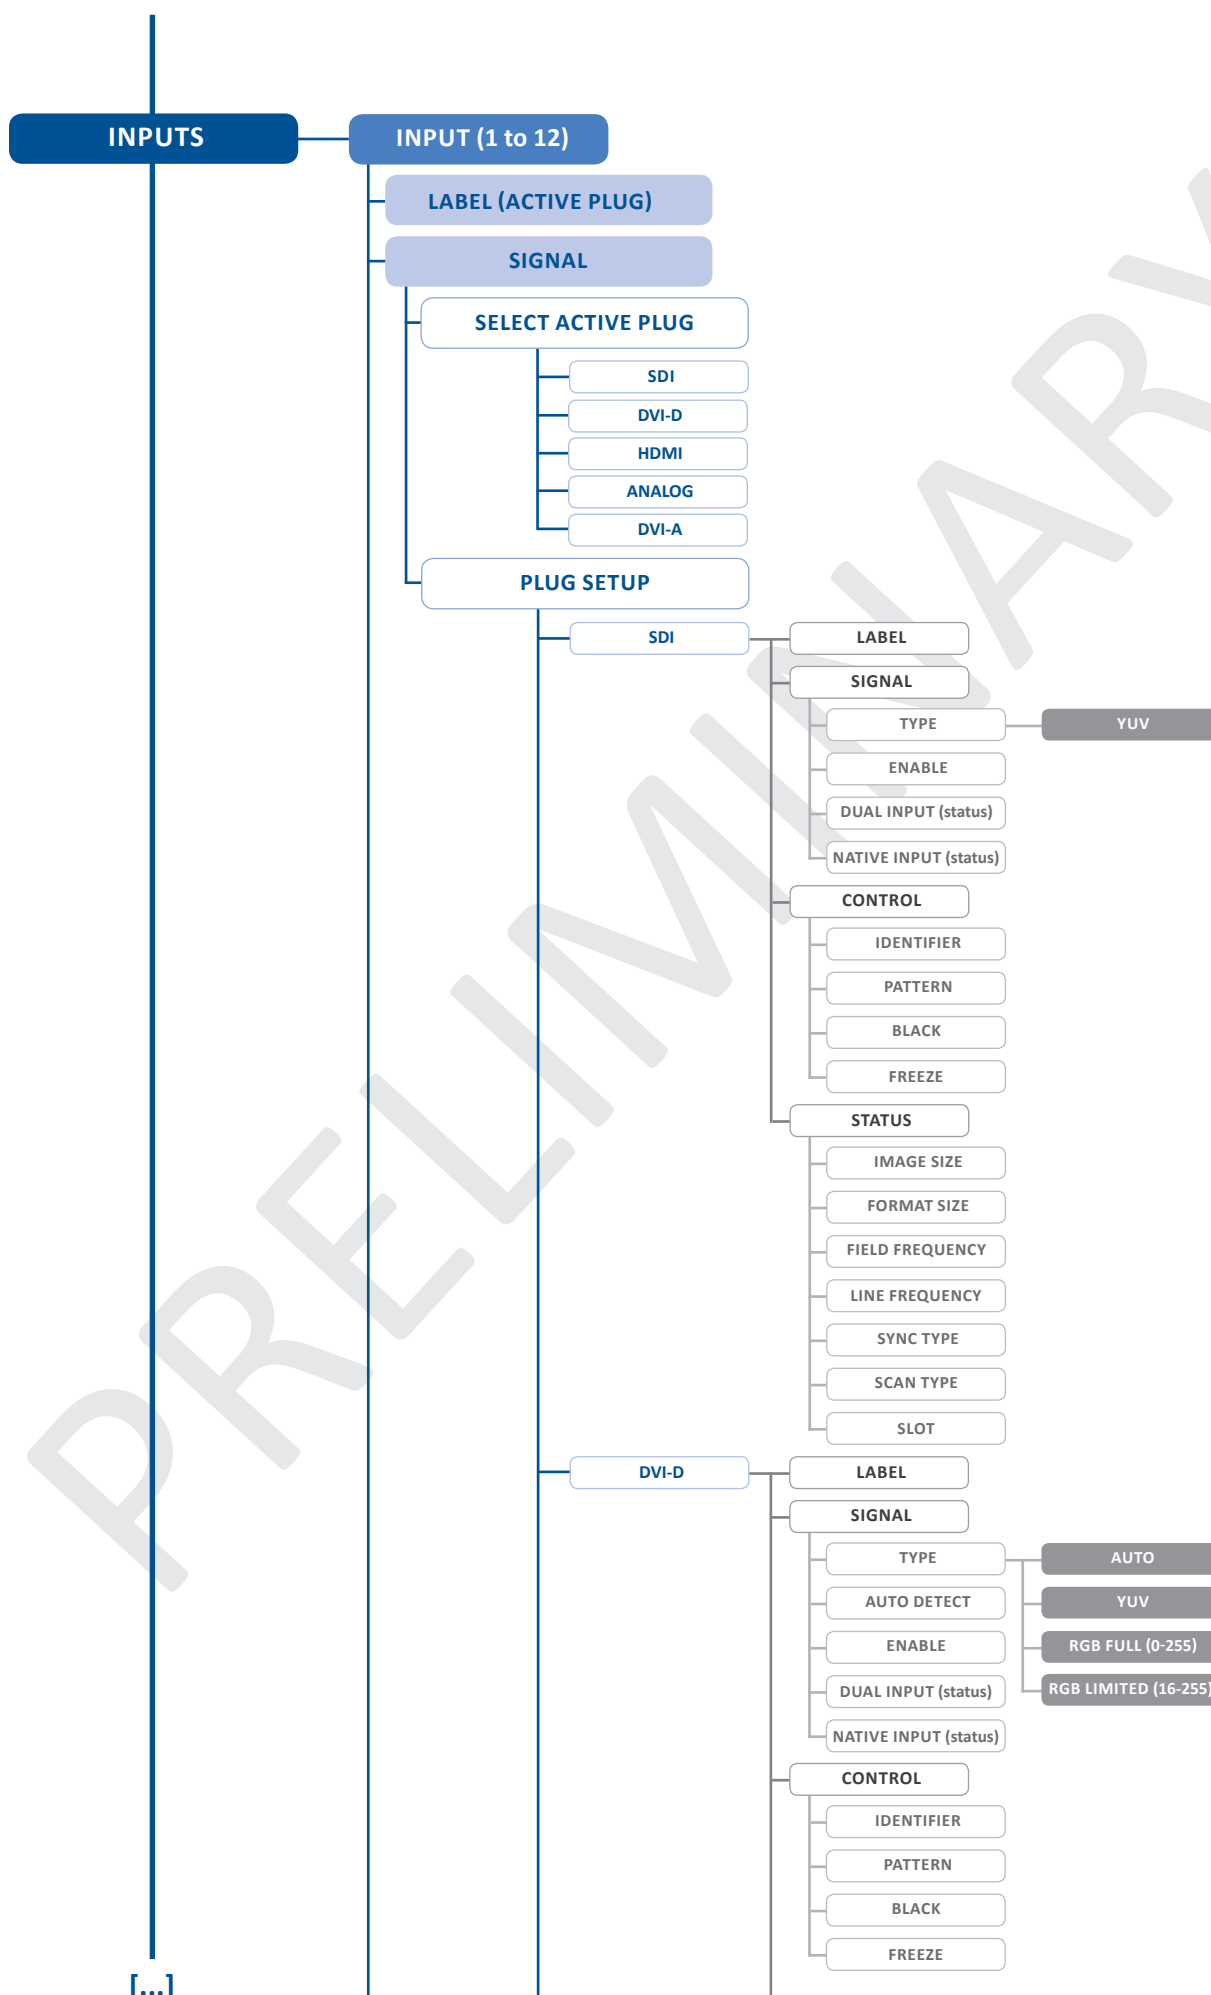 INPUTS
INPUT (1 to 12)
LABEL (ACTIVE PLUG)
SIGNAL
SELECT ACTIVE PLUG
SDI
DVI-D
HDMI
ANALOG
DVI-A
PLUG SETUP
SDI
LABEL
SIGNAL
TYPE
YUV
ENABLE
DUAL INPUT (status)
NATIVE INPUT (status)
CONTROL
IDENTIFIER
PATTERN
BLACK
FREEZE
STATUS
IMAGE SIZE
FORMAT SIZE
FIELD FREQUENCY
LINE FREQUENCY
SYNC TYPE
SCAN TYPE
SLOT
DVI-D
LABEL
SIGNAL
TYPE
AUTO
AUTO DETECT
YUV
ENABLE
RGB FULL (0-255)
DUAL INPUT (status)
RGB LIMITED (16-255)
NATIVE INPUT (status)
CONTROL
IDENTIFIER
PATTERN
BLACK
FREEZE
[...]
PRELIMINARY